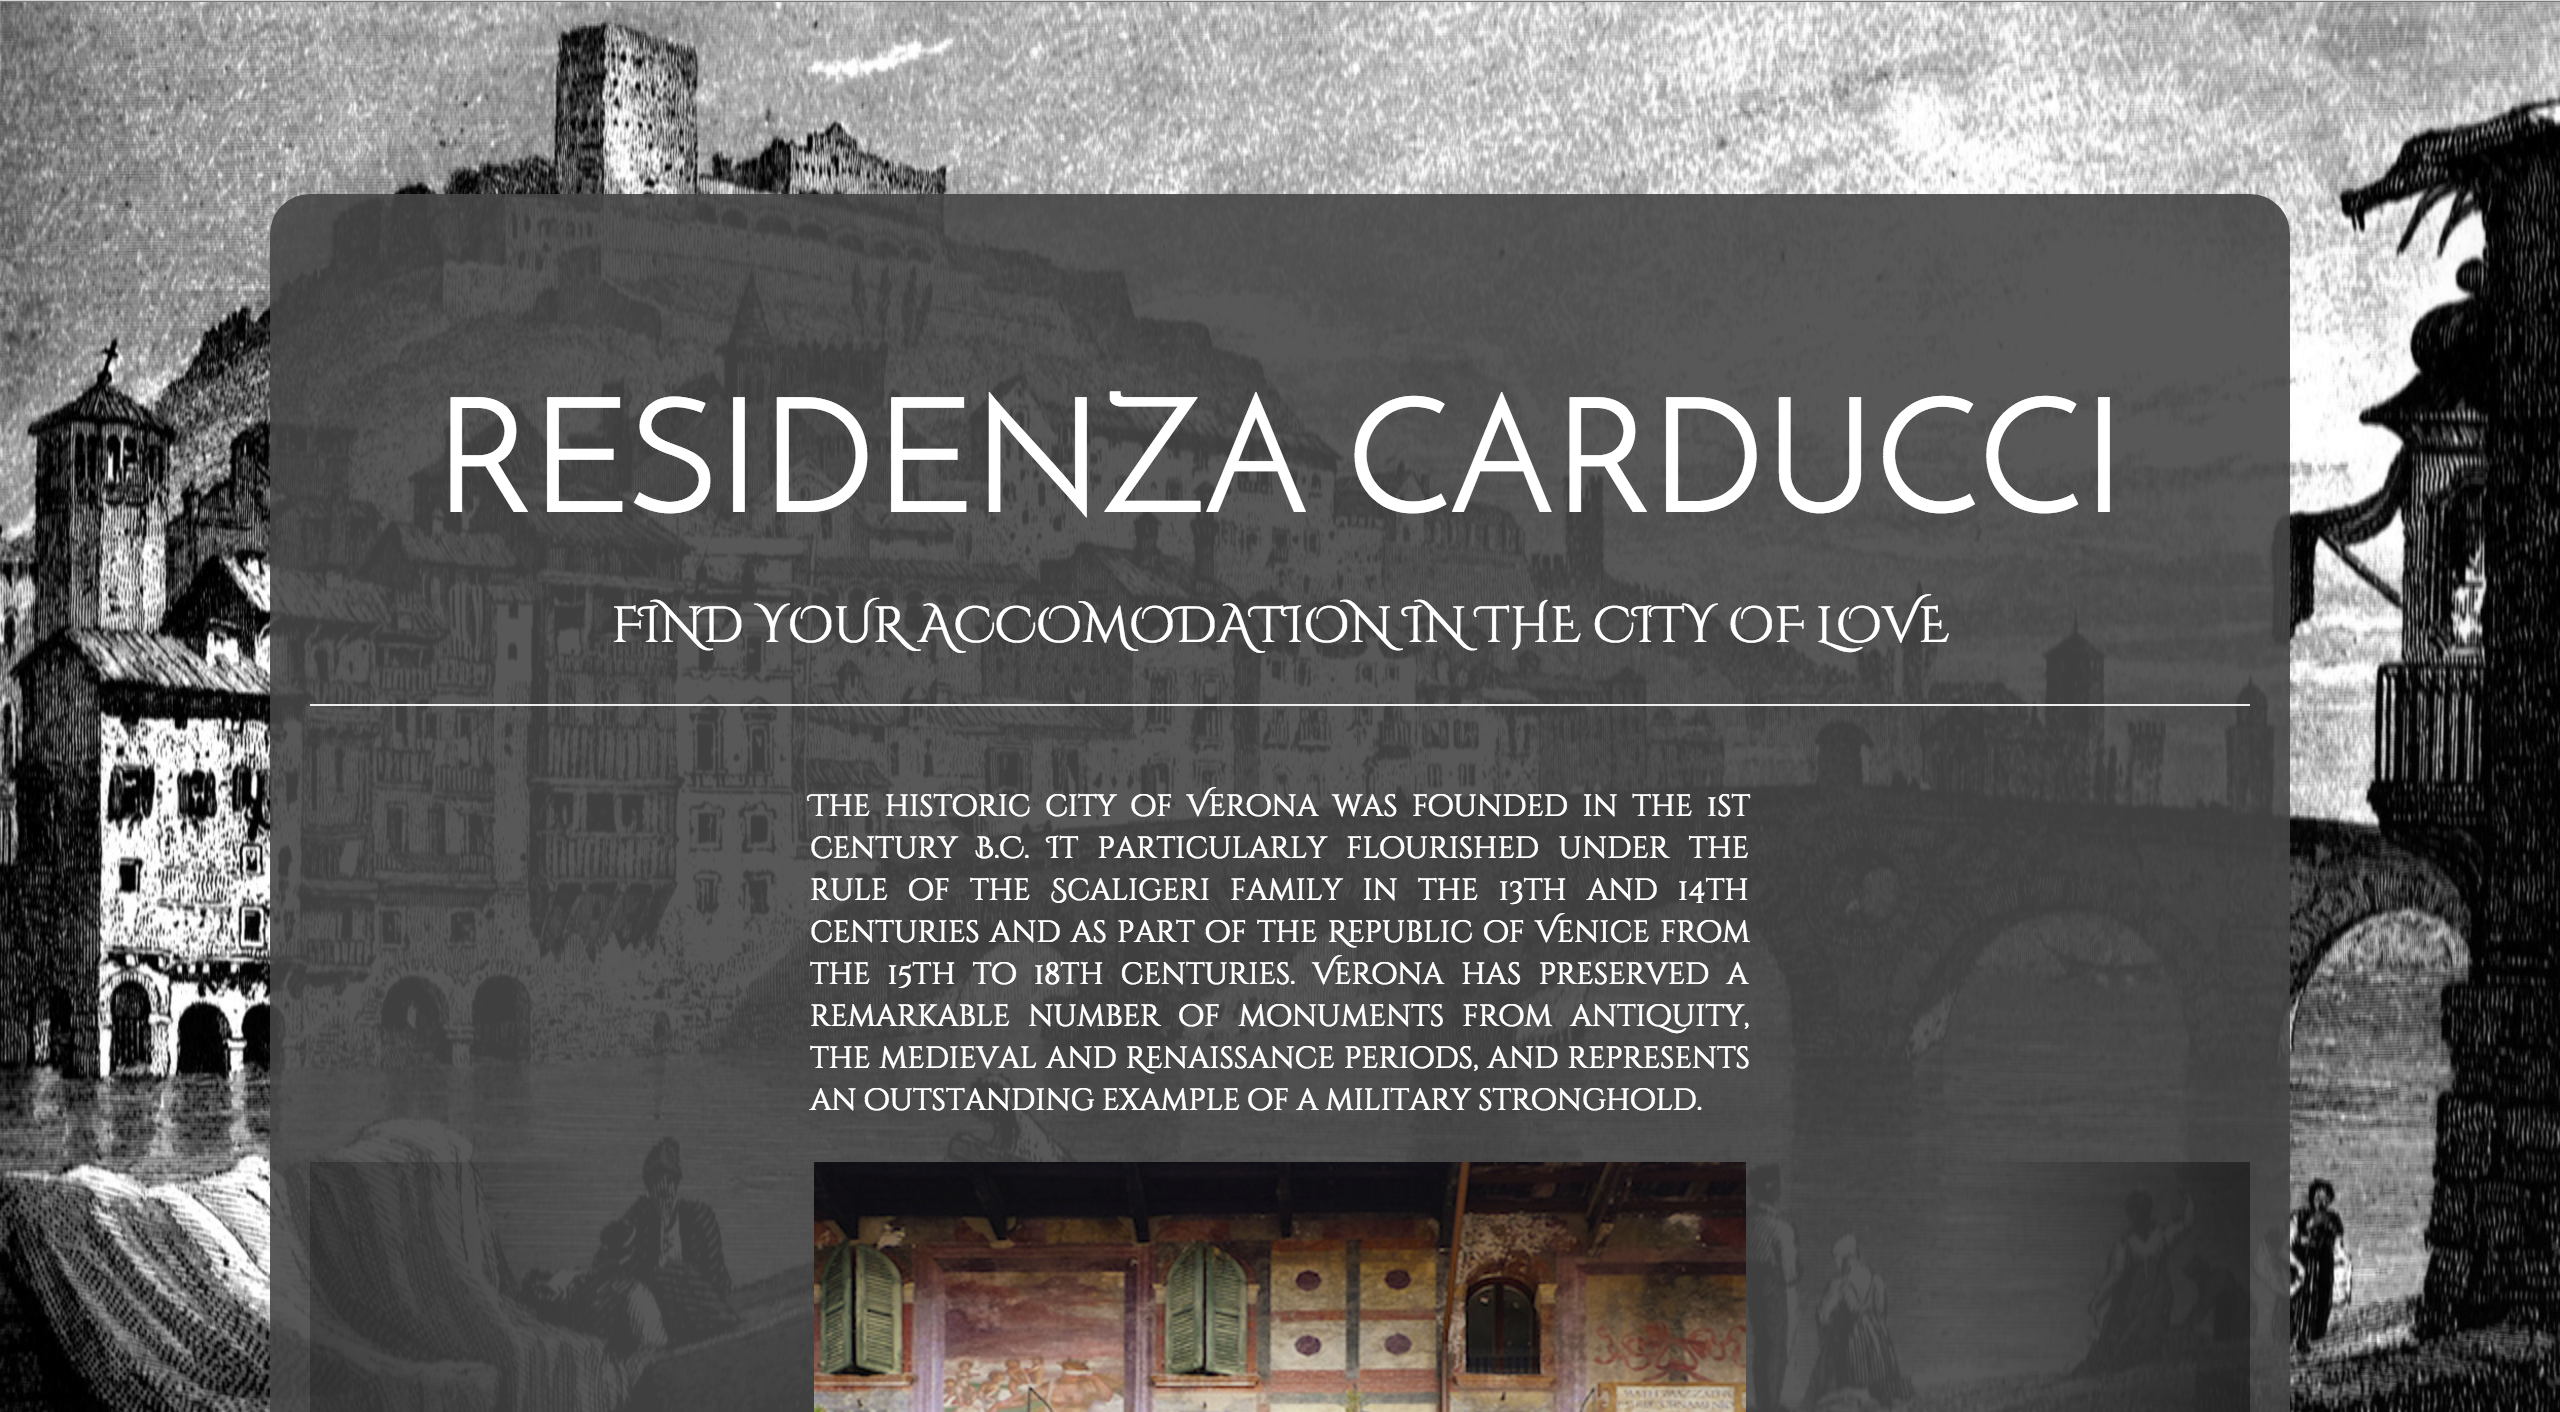 RESIDENZA CARDUCCI
FIND YOUR ACCOMODATION IN THE CITY OF LOVE
THE HISTORIC CITY OF VERONA WAS FOUNDED IN THE 1ST
CENTURY B.C. IT PARTICULARLY FLOURISHED UNDER THE
RULE OF THE SCALIGERI FAMILY IN THE 13TH AND 14TH
CENTURIES AND AS PART OF THE REPUBLIC OF VENICE FROM
THE 15TH TO 18TH CENTURIES. VERONA HAS PRESERVED A
REMARKABLE NUMBER OF MONUMENTS FROM ANTIQUITY,
THE MEDIEVAL AND RENAISSANCE PERIODS, AND REPRESENTS
AN OUTSTANDING EXAMPLE OF A MILITARY STRONGHOLD.